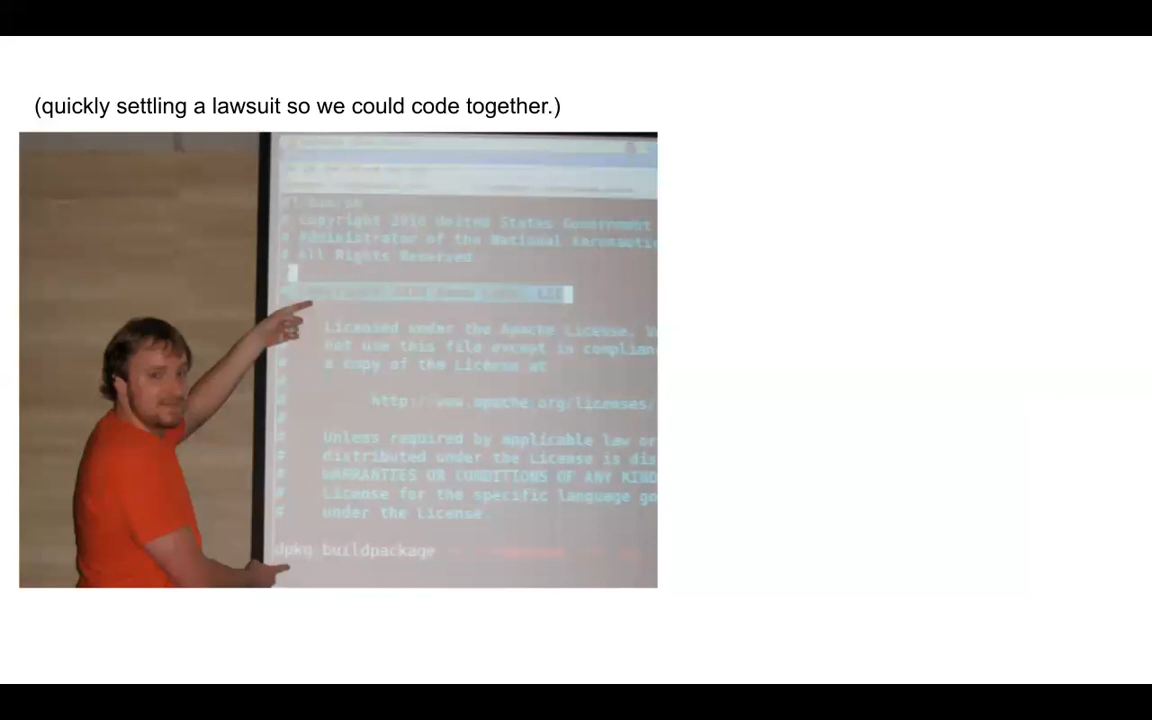 (quickly settling a lawsuit so we could code together.)
# Copyright 2010 United States Government
# Administrator of the National Aeronautic
# All Rights Reserved.
#
# Licensed under the Apache License,
# not use this file except in complian
# a copy of the License at
#
# http://www.apache.org/licenses/
#
# Unless required by applicable law or
# distributed under the License is dis
# WARRANTIES OR CONDITIONS OF ANY KIND
# License for the specific language go
# under the License.
dpkg buildpackage